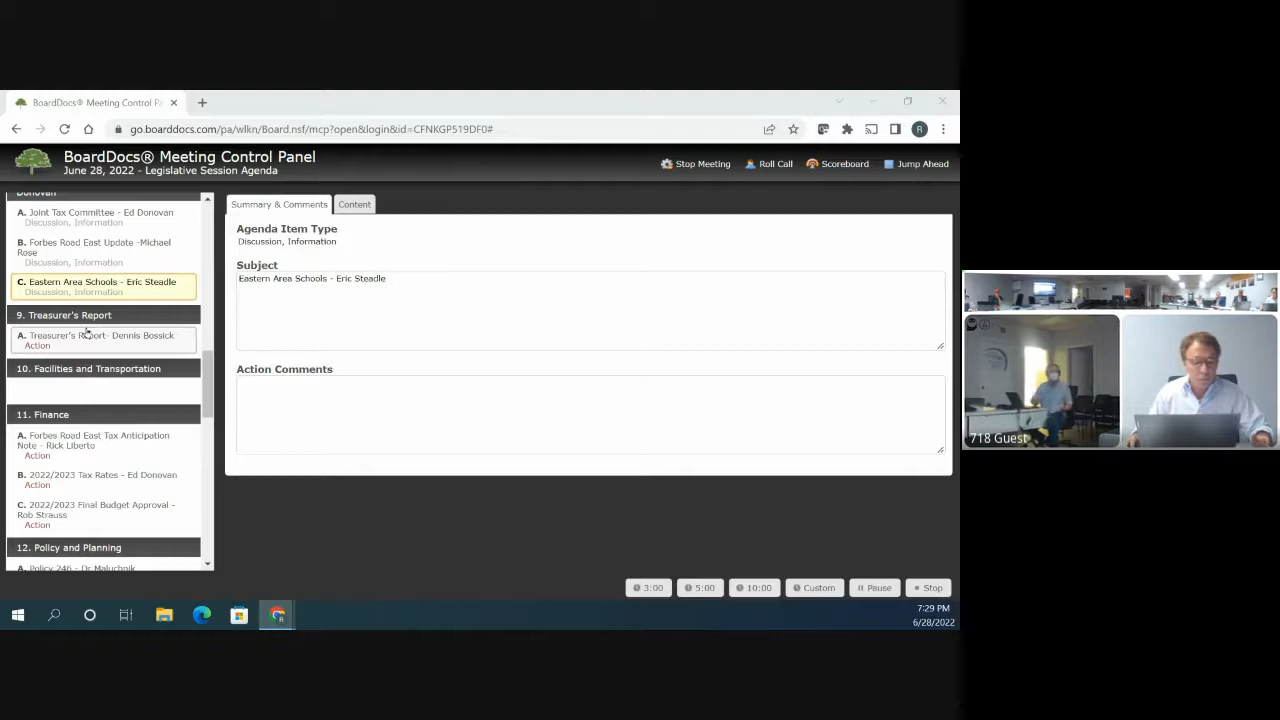 BoardDocs® Meeting Control Pa
go.boarddocs.com/pa/wlkn/Board.nsf/mcp?open&login&id=CFNKGP519DF0#
R
BoardDocs® Meeting Control Panel
June 28, 2022 - Legislative Session Agenda
Stop Meeting
Roll Call
Scoreboard
Jump Ahead
Donovan
A. Joint Tax Committee - Ed Donovan
Discussion, Information
B. Forbes Road East Update -Michael
Rose
Discussion, Information
C. Eastern Area Schools - Eric Steadle
Discussion, Information
9. Treasurer's Report
A. Treasurer's Report- Dennis Bossick
Action
10. Facilities and Transportation
11. Finance
A. Forbes Road East Tax Anticipation
Note - Rick Liberto
Action
B. 2022/2023 Tax Rates - Ed Donovan
Action
C. 2022/2023 Final Budget Approval -
Rob Strauss
Action
12. Policy and Planning
A. Policy 246 - Dr Maluchnik
Summary & Comments
Content
Agenda Item Type
Discussion, Information
Subject
Eastern Area Schools - Eric Steadle
Action Comments
3:00
5:00
10:00
Custom
Pause
Stop
7:29 PM
6/28/2022
718 Guest